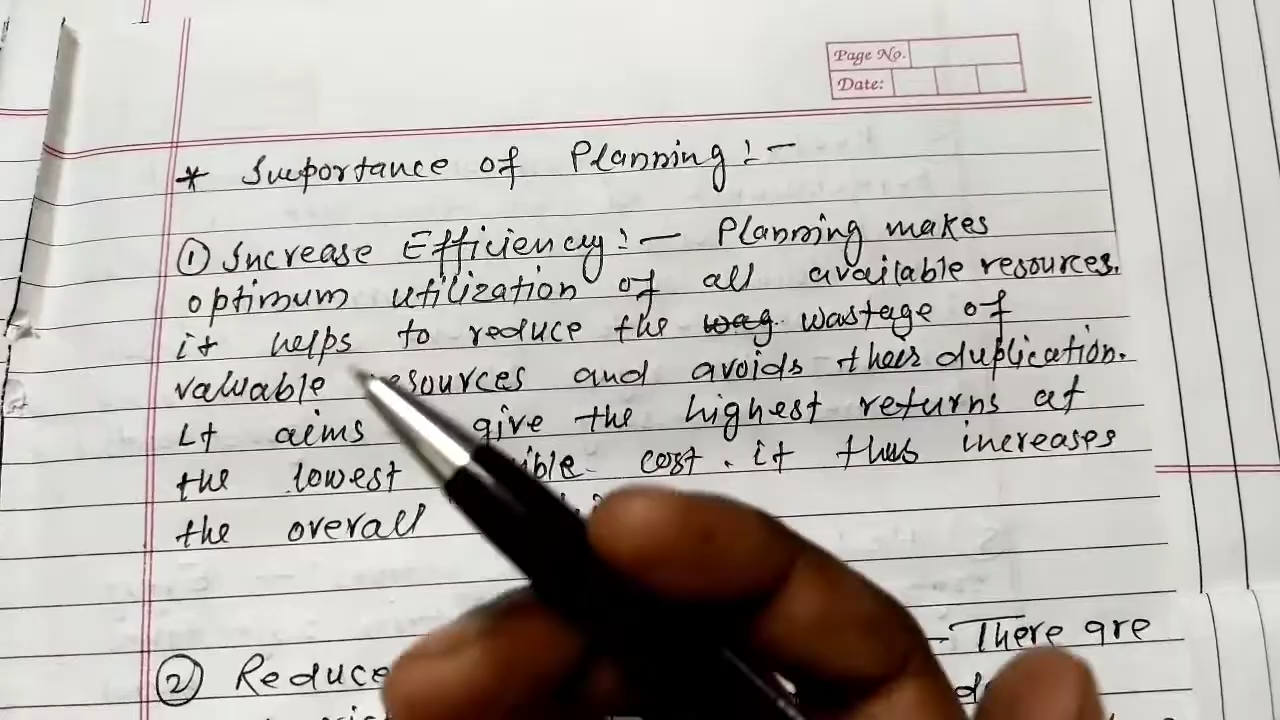 Page No.
Date:
* Importance of Planning :-
① Increase Efficiency :- Planning makes
optimum utilization of all available resources.
it helps to reduce the wag wastage of
valuable resources and avoids their duplication.
It aims give the highest returns at
the lowest cost. it thus increases
the overall
② Reduce - There are